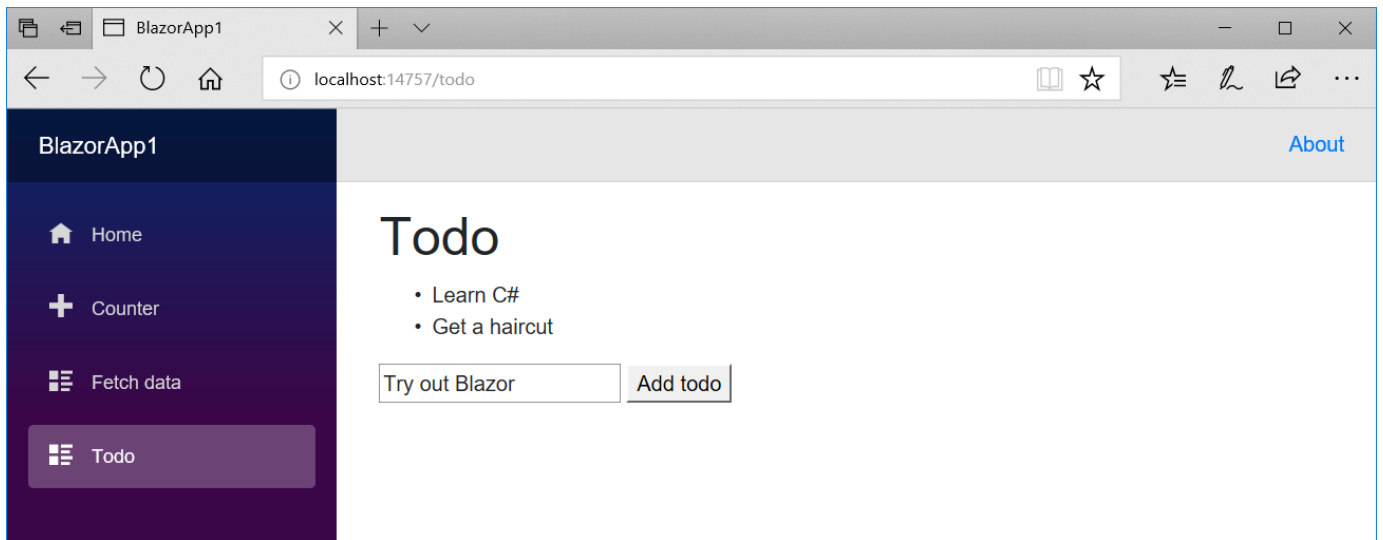 BlazorApp1
localhost:14757/todo
BlazorApp1
About
Home
Counter
Fetch data
Todo
Todo
• Learn C#
• Get a haircut
Try out Blazor Add todo